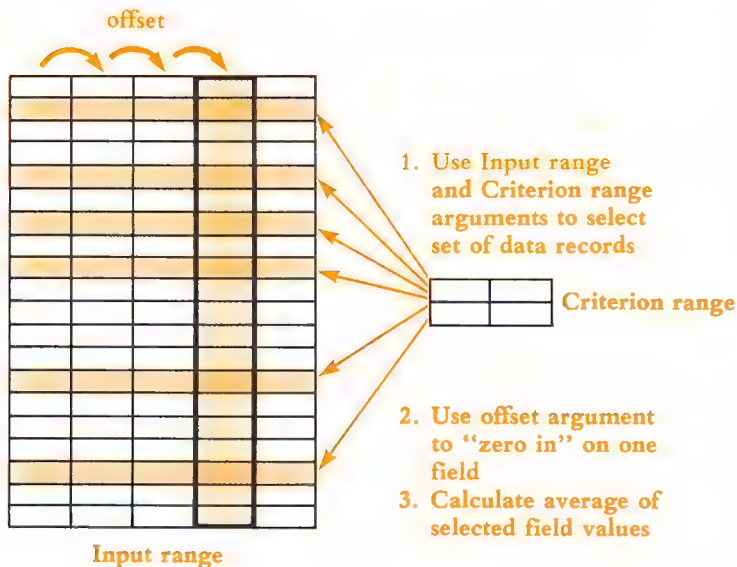 offset
1. Use Input range
and Criterion range
arguments to select
set of data records
Criterion range
2. Use offset argument
to “zero in” on one
field
3. Calculate average of
selected field values
Input range